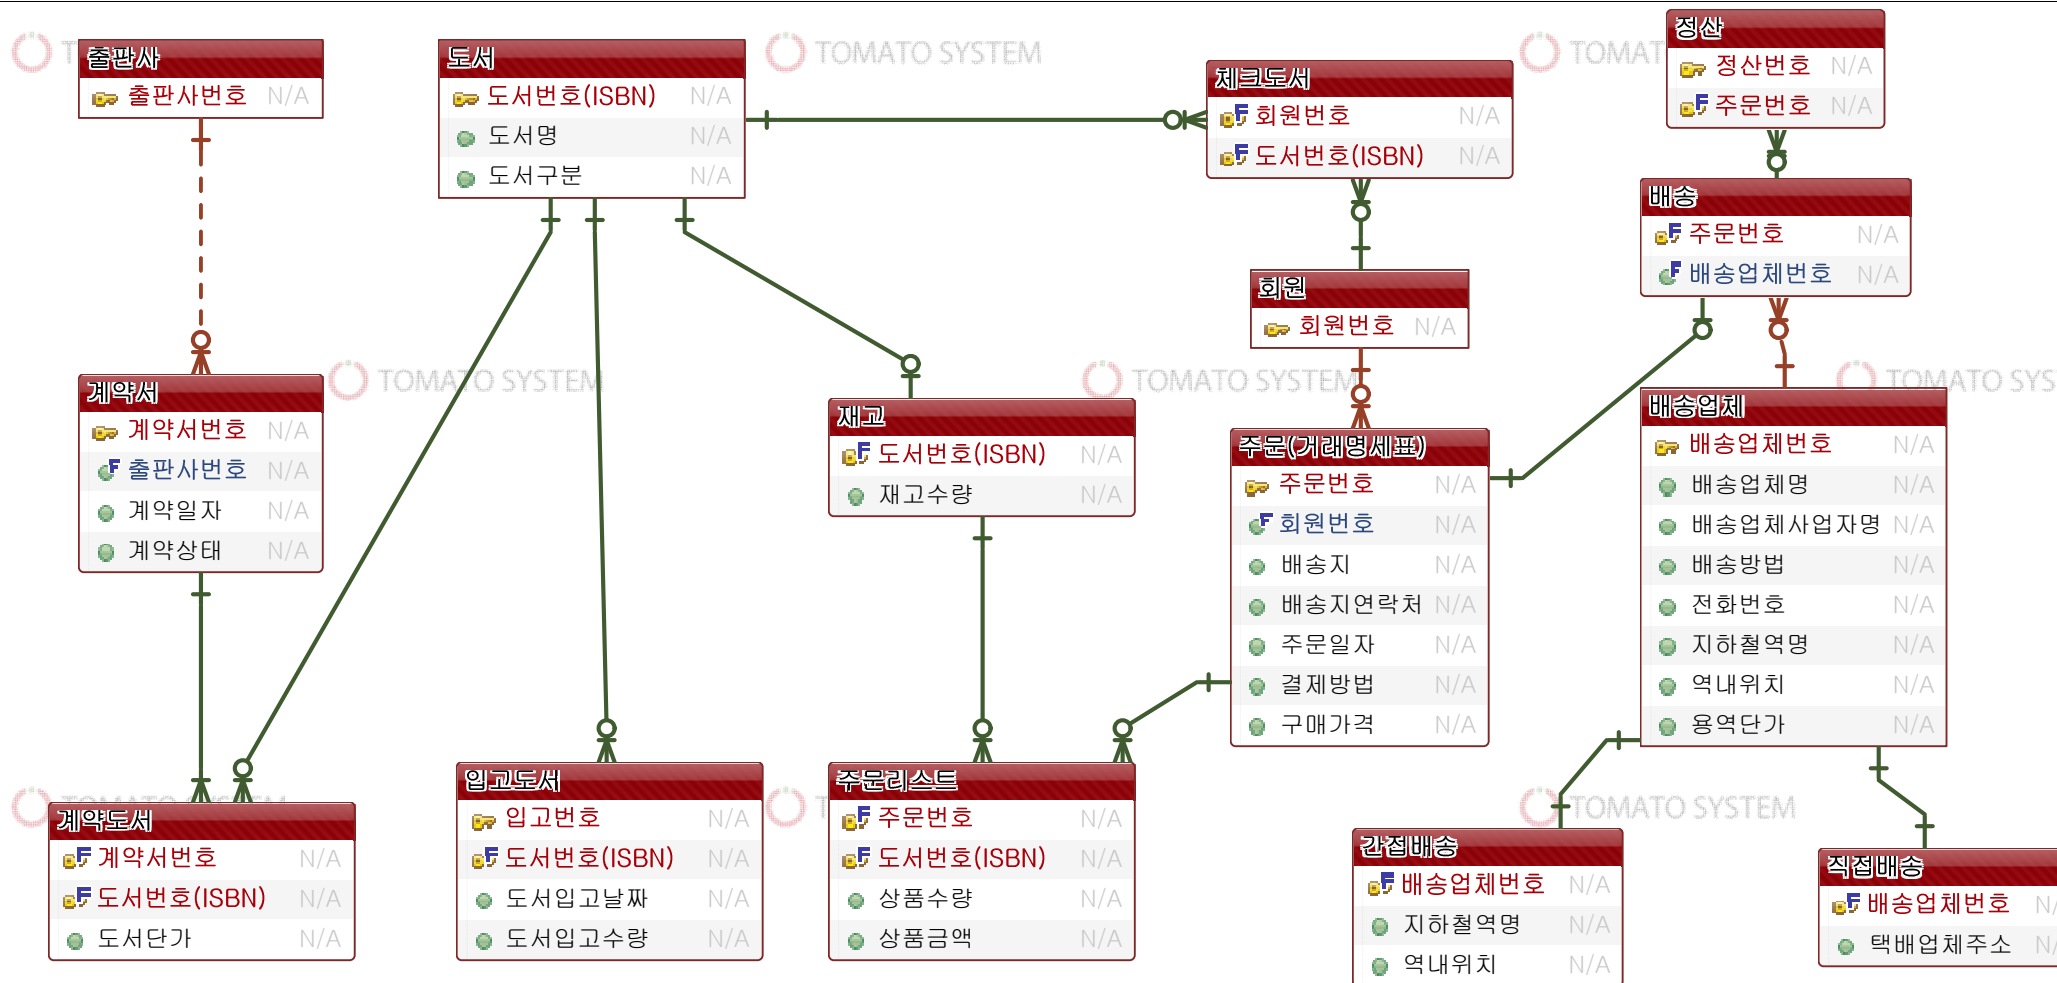 출판사
출판사번호 N/A
도서
도서번호(ISBN) N/A
도서명 N/A
도서구분 N/A
TOMATO SYSTEM
체크도서
회원번호 N/A
도서번호(ISBN) N/A
정산
정산번호 N/A
주문번호 N/A
T
TOMAT
배송
주문번호 N/A
배송업체번호 N/A
회원
회원번호 N/A
계약서
계약서번호 N/A
출판사번호 N/A
계약일자 N/A
계약상태 N/A
TOMATO SYSTEM
재고
도서번호(ISBN) N/A
재고수량 N/A
TOMATO SYSTEM
주문(거래명세표)
주문번호 N/A
회원번호 N/A
배송지 N/A
배송지연락처 N/A
주문일자 N/A
결제방법 N/A
구매가격 N/A
TOMATO SYS
배송업체
배송업체번호 N/A
배송업체명 N/A
배송업체사업자명 N/A
배송방법 N/A
전화번호 N/A
지하철역명 N/A
역내위치 N/A
용역단가 N/A
TOMATO SYSTEM
계약도서
계약서번호 N/A
도서번호(ISBN) N/A
도서단가 N/A
입고도서
입고번호 N/A
도서번호(ISBN) N/A
도서입고날짜 N/A
도서입고수량 N/A
T
주문리스트
주문번호 N/A
도서번호(ISBN) N/A
상품수량 N/A
상품금액 N/A
TOMATO SYSTEM
간접배송
배송업체번호 N/A
지하철역명 N/A
역내위치 N/A
직접배송
배송업체번호 N/
택배업체주소 N/